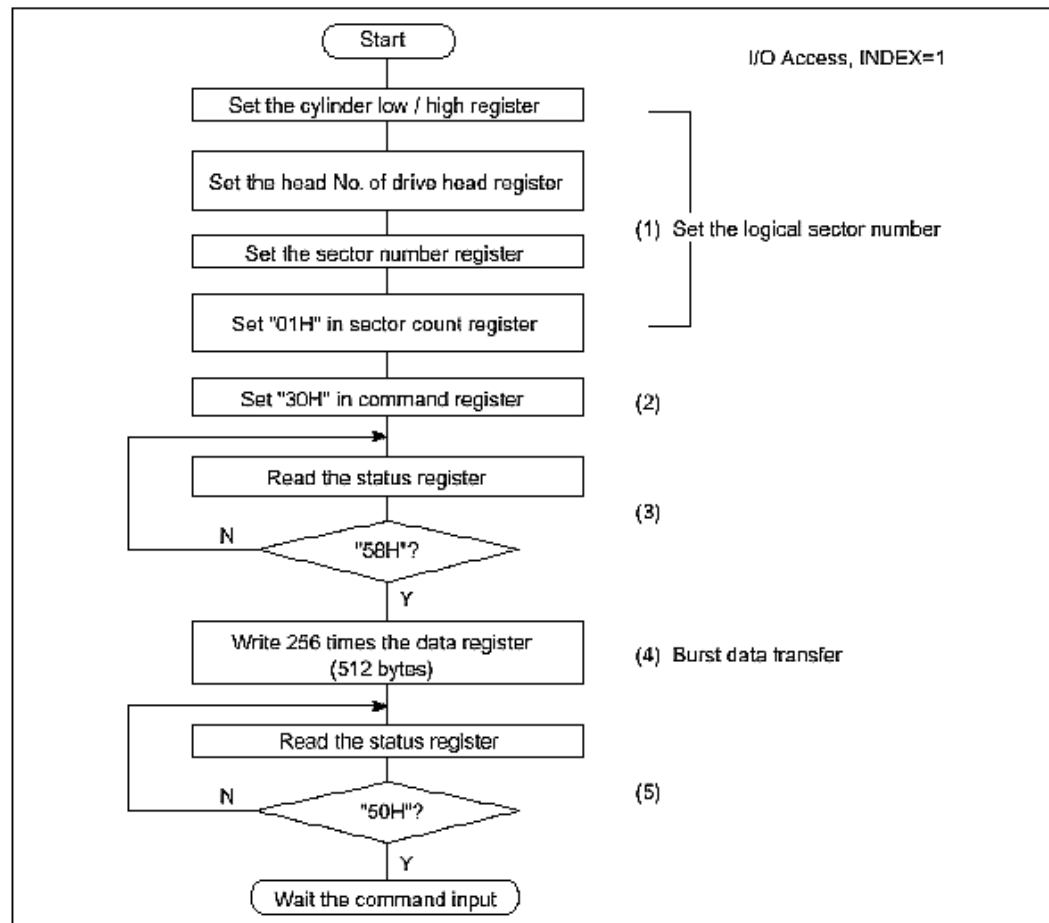 Start
I/O Access, INDEX=1
Set the cylinder low / high register
Set the head No. of drive head register
(1) Set the logical sector number
Set the sector number register
Set "01H" in sector count register
Set "30H" in command register
(2)
Read the status register
(3)
N
"58H"?
Y
Write 256 times the data register
(512 bytes)
(4) Burst data transfer
Read the status register
(5)
N
"50H"?
Y
Wait the command input